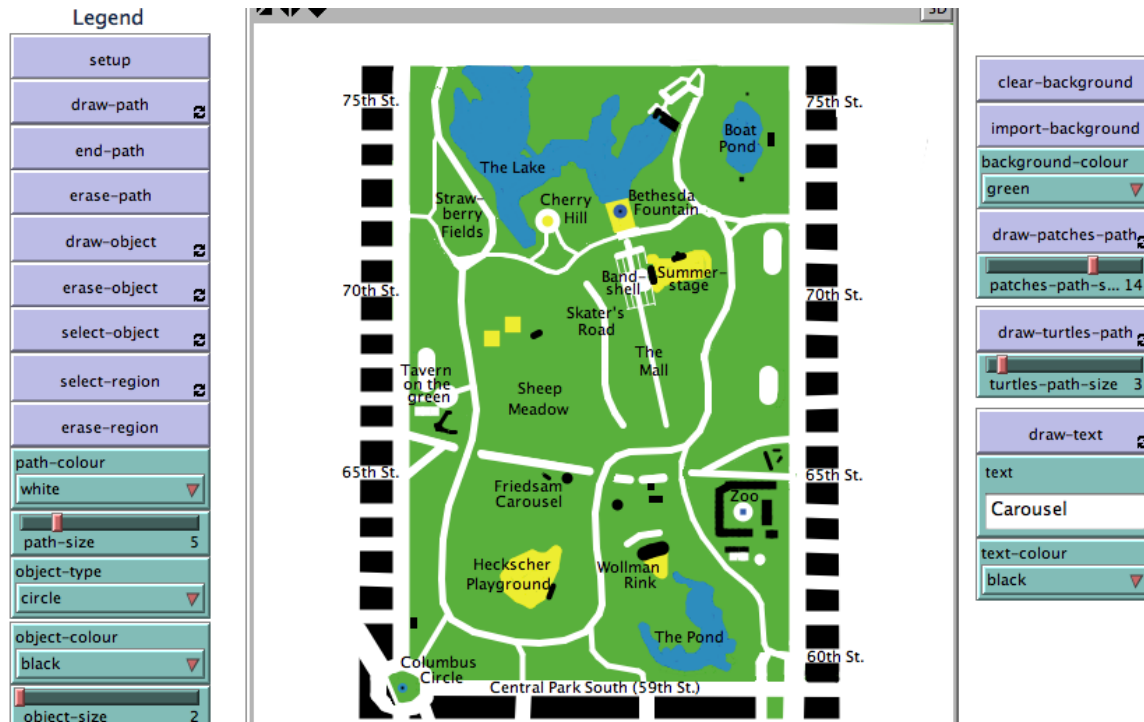 Legend
setup
draw-path
end-path
erase-path
draw-object
erase-object
select-object
select-region
erase-region
path-colour
white
path-size 5
object-type
circle
object-colour
black
object-size 2
3D
75th St.
75th St.
Boat
Pond
The Lake
Straw-
berry
Fields
Cherry
Hill
Bethesda
Fountain
Band-
shell
Summer-
stage
70th St.
70th St.
Skater's
Road
The
Mall
Tavern
on the
green
Sheep
Meadow
65th St.
65th St.
Friedsam
Carousel
Zoo
Heckscher
Playground
Wollman
Rink
The Pond
60th St.
Columbus
Circle
Central Park South (59th St.)
clear-background
import-background
background-colour
green
draw-patches-path
patches-path-s... 14
draw-turtles-path
turtles-path-size 3
draw-text
text
Carousel
text-colour
black